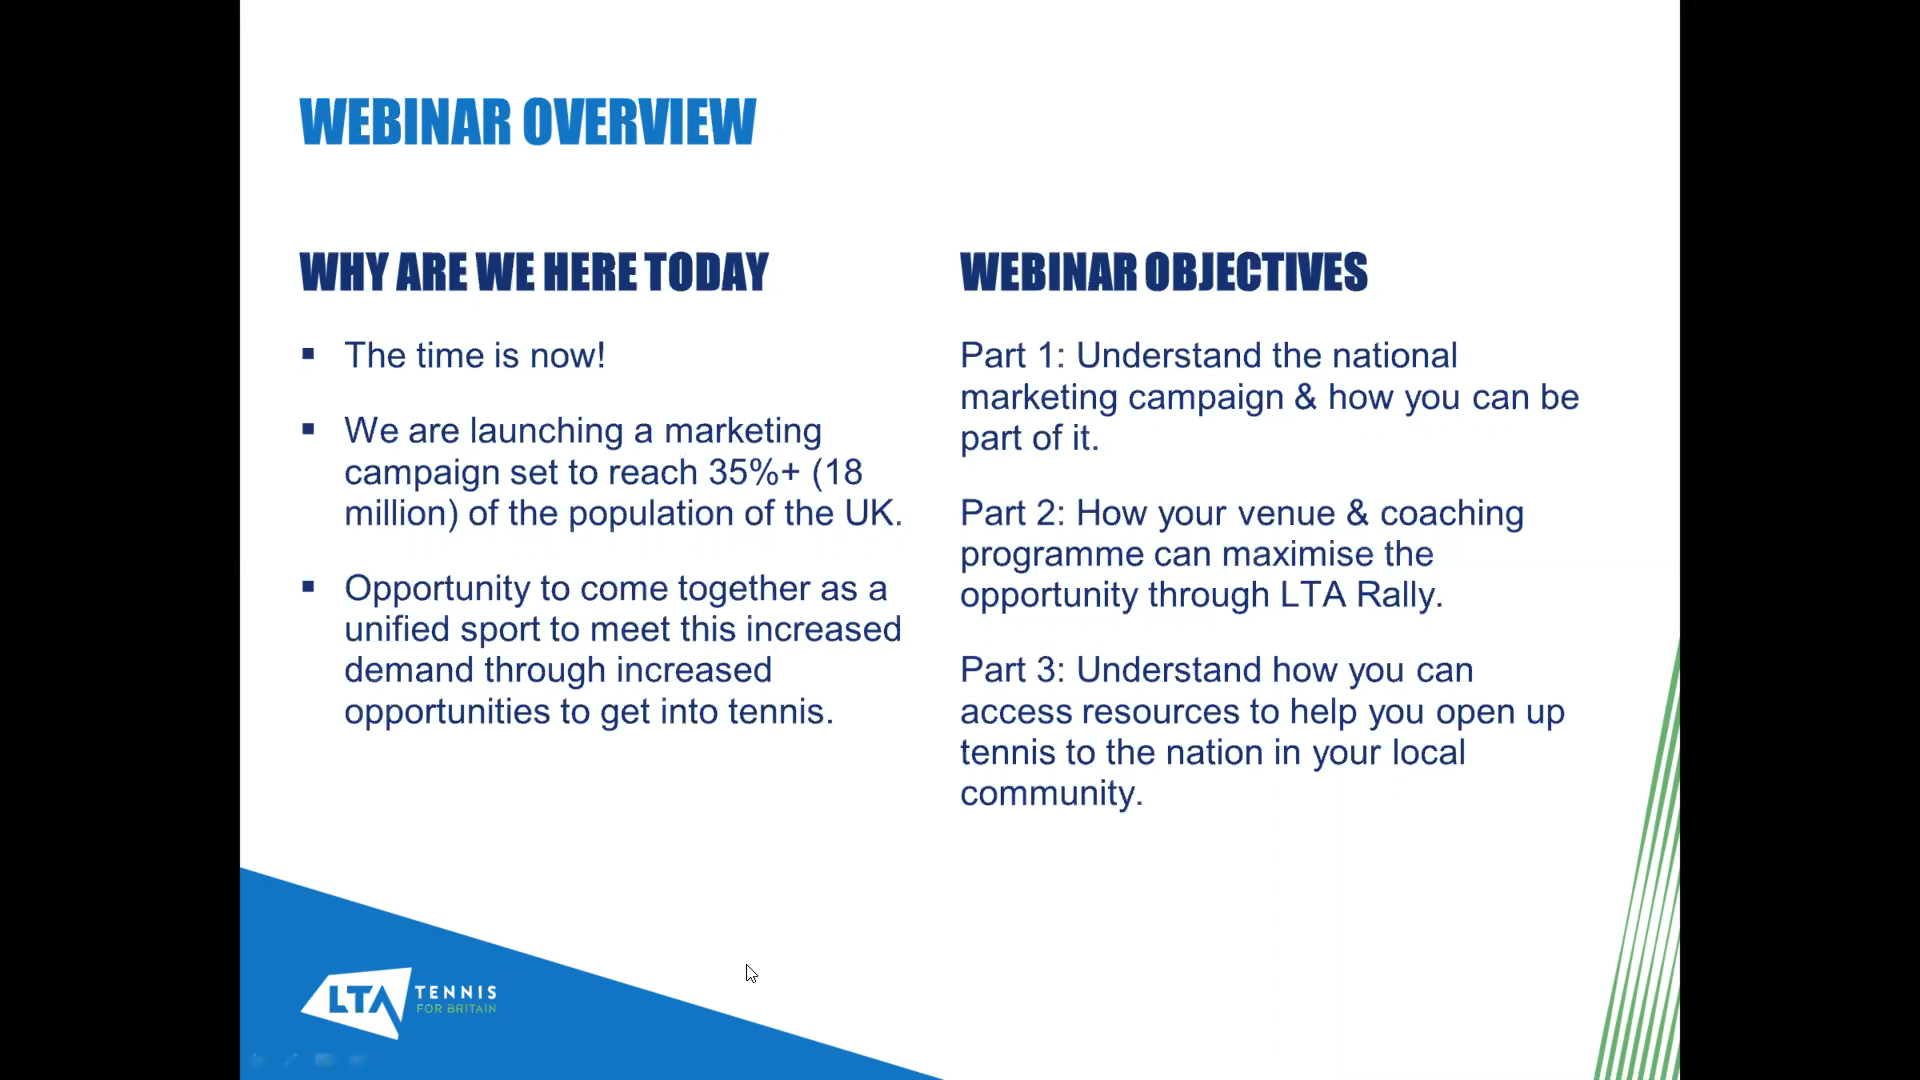 WEBINAR OVERVIEW
WHY ARE WE HERE TODAY
▪ The time is now!
▪ We are launching a marketing
campaign set to reach 35%+ (18
million) of the population of the UK.
▪ Opportunity to come together as a
unified sport to meet this increased
demand through increased
opportunities to get into tennis.
WEBINAR OBJECTIVES
Part 1: Understand the national
marketing campaign & how you can be
part of it.
Part 2: How your venue & coaching
programme can maximise the
opportunity through LTA Rally.
Part 3: Understand how you can
access resources to help you open up
tennis to the nation in your local
community.
LTA TENNIS
FOR BRITAIN